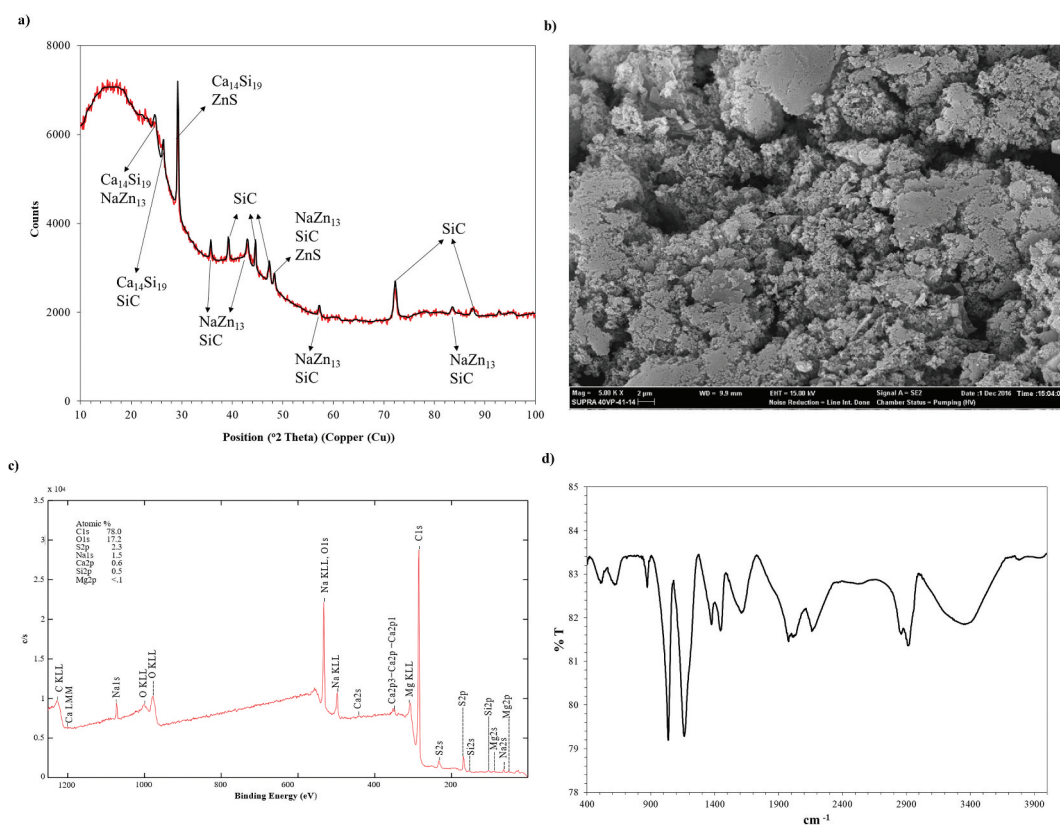 a)
8000
6000
4000
2000
0
Counts
Ca14Si19
ZnS
Ca14Si19
NaZn13
Ca14Si19
SiC
SiC
NaZn13
SiC
NaZn13
SiC
ZnS
NaZn13
SiC
SiC
NaZn13
SiC
10 20 30 40 50 60 70 80 90 100
Position (°2 Theta) (Copper (Cu))
b)
Mag = 5.00 K X 2 µm WD = 9.9 mm EHT = 15.00 kV Signal A = SE2 Date :1 Dec 2016 Time :15:04:0
SUPRA 40VP-41-14 Noise Reduction = Line Int. Done Chamber Status = Pumping (HV)
c)
x 10⁴
3.5
3
2.5
2
1.5
1
0.5
0
c/s
Atomic %
C1s 78.0
O1s 17.2
S2p 2.3
Na1s 1.5
Ca2p 0.6
Si2p 0.5
Mg2p <.1
C KLL
Ca LMM
Na1s
O KLL
O KLL
Na KLL, O1s
Na KLL
Ca2s
Ca2p3-Ca2p -Ca2p1
Mg KLL
C1s
S2s
S2p
Si2s
Si2p
Mg2s
Na2s
Mg2p
1200 1000 800 600 400 200
Binding Energy (eV)
d)
85
84
83
82
81
80
79
78
% T
400 900 1400 1900 2400 2900 3400 3900
cm -1